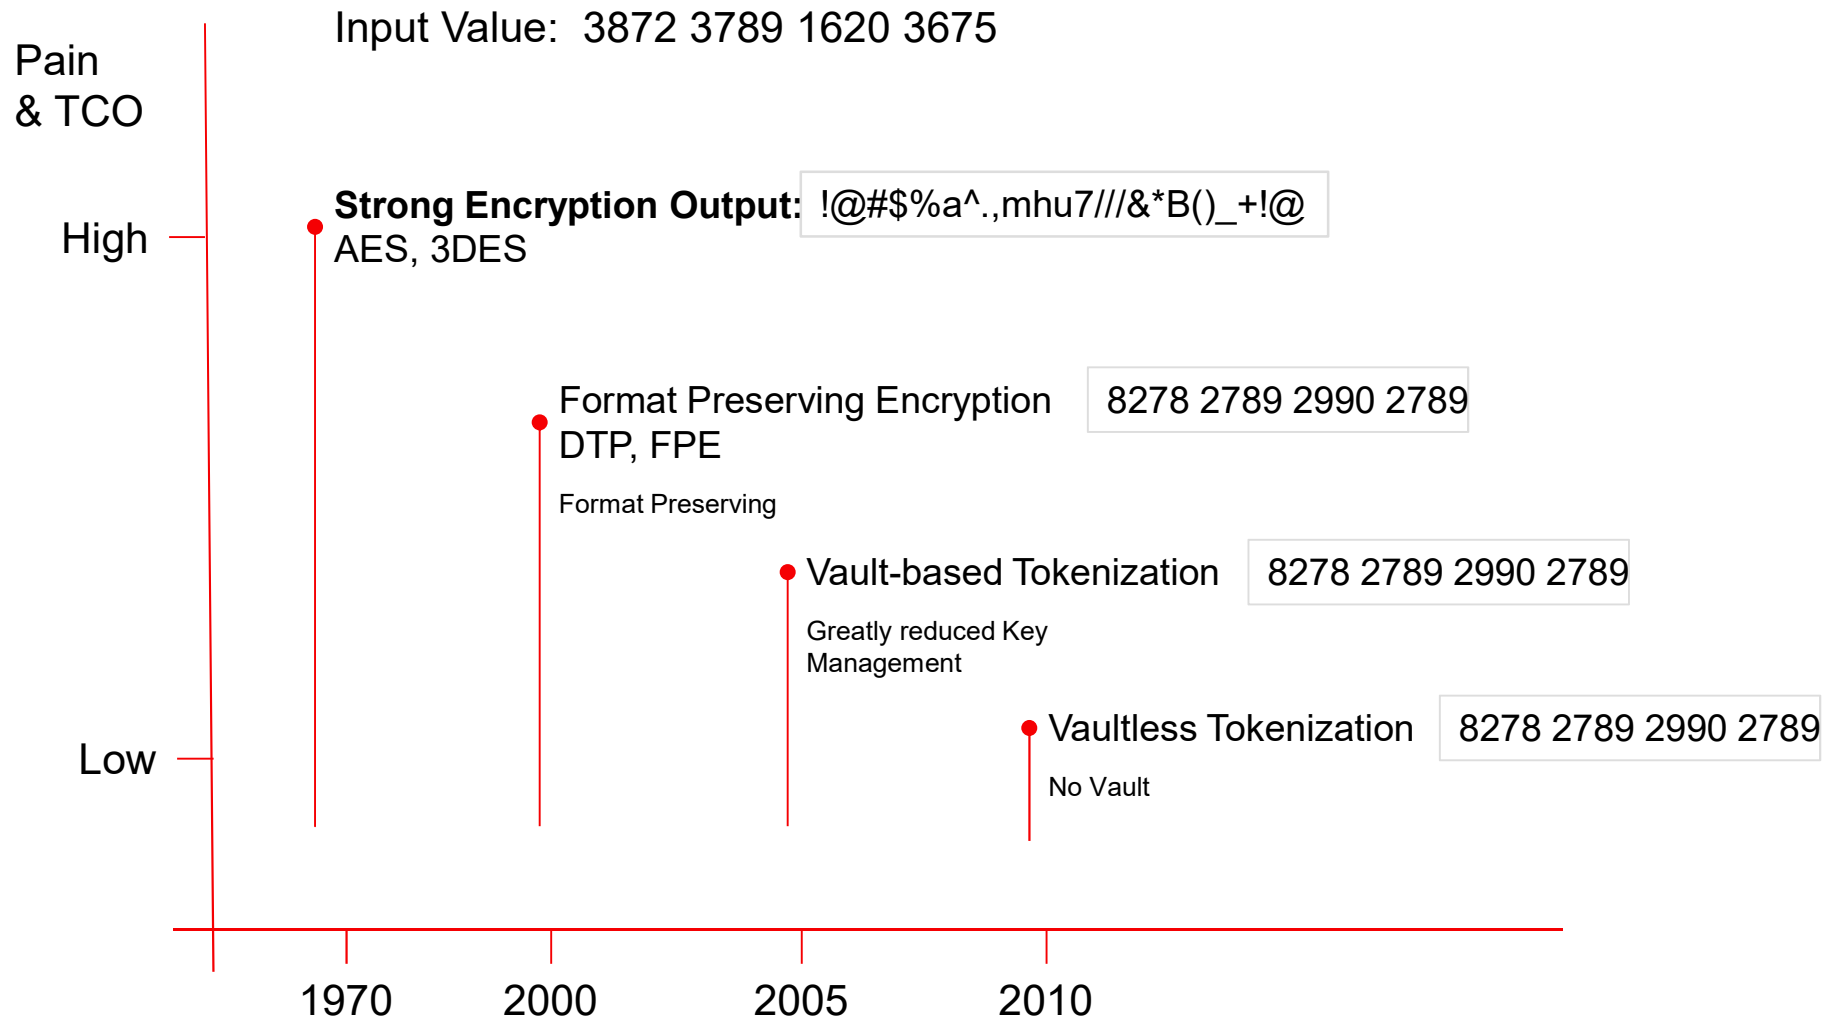 Input Value: 3872 3789 1620 3675
Pain
& TCO
Strong Encryption Output: !@#$%a^.,mhu7///&*B()_+!@
AES, 3DES
High
Format Preserving Encryption 8278 2789 2990 2789
DTP, FPE
Format Preserving
Vault-based Tokenization 8278 2789 2990 2789
Greatly reduced Key
Management
Vaultless Tokenization 8278 2789 2990 2789
Low
No Vault
1970 2000 2005 2010